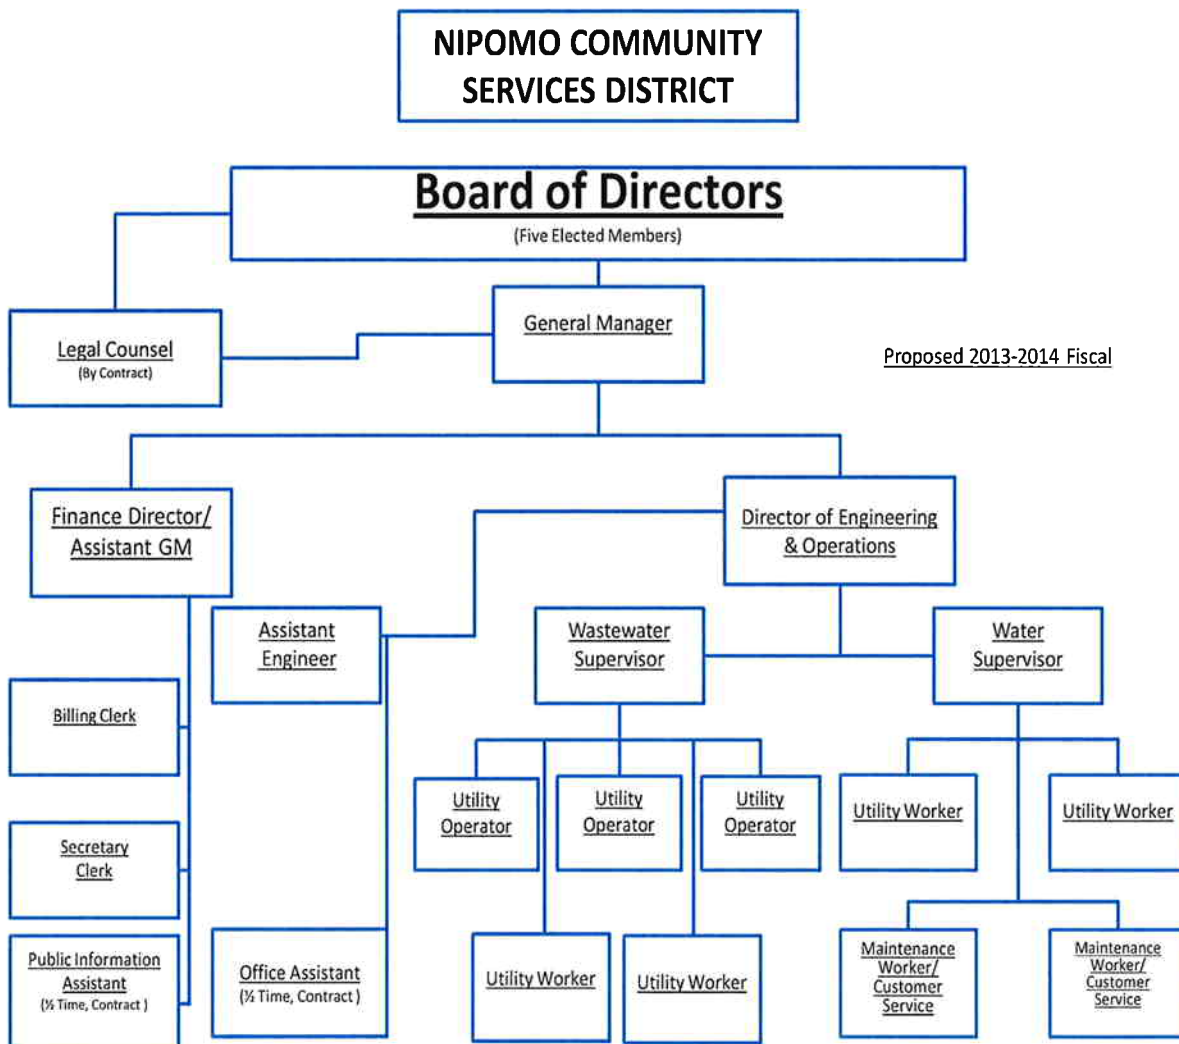 NIPOMO COMMUNITY
SERVICES DISTRICT
Board of Directors
(Five Elected Members)
General Manager
Legal Counsel
(By Contract)
Proposed 2013-2014 Fiscal
Finance Director/
Assistant GM
Director of Engineering
& Operations
Assistant
Engineer
Wastewater
Supervisor
Water
Supervisor
Billing Clerk
Utility
Operator
Utility
Operator
Utility
Operator
Utility Worker
Utility Worker
Secretary
Clerk
Public Information
Assistant
(½ Time, Contract )
Office Assistant
(½ Time, Contract )
Utility Worker
Utility Worker
Maintenance
Worker/
Customer
Service
Maintenance
Worker/
Customer
Service